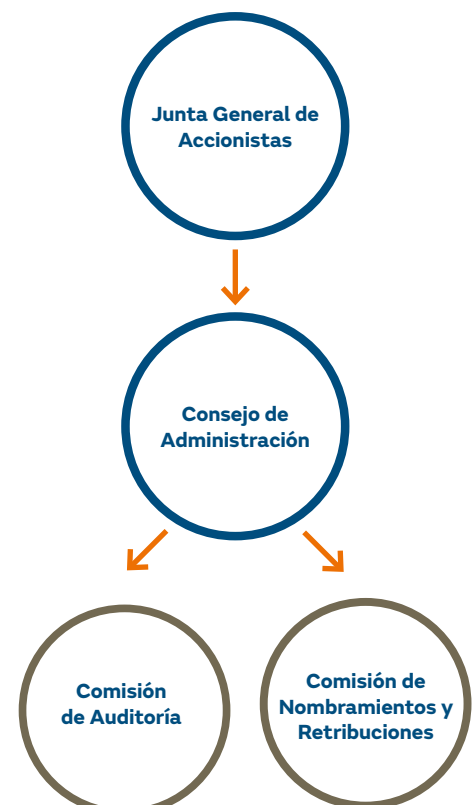 Junta General de
Accionistas
Consejo de
Administración
Comisión
de Auditoría
Comisión de
Nombramientos y
Retribuciones